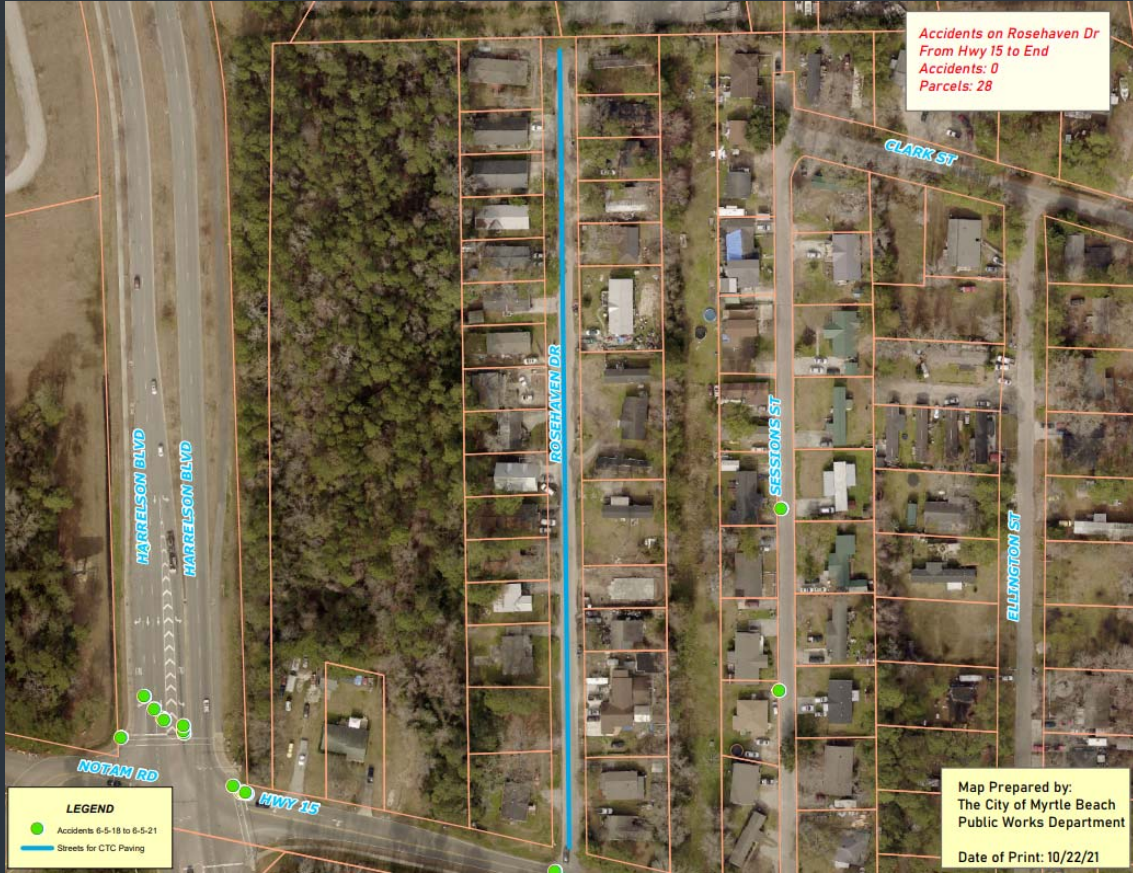 Accidents on Rosehaven Dr
From Hwy 15 to End
Accidents: 0
Parcels: 28
CLARK ST
ROSEHAVEN DR
SESSIONS ST
HARRELSON BLVD
HARRELSON BLVD
ELLINGTON ST
NOTAM RD
HWY 15
LEGEND
Accidents 6-5-18 to 6-5-21
Streets for CTC Paving
Map Prepared by:
The City of Myrtle Beach
Public Works Department
Date of Print: 10/22/21